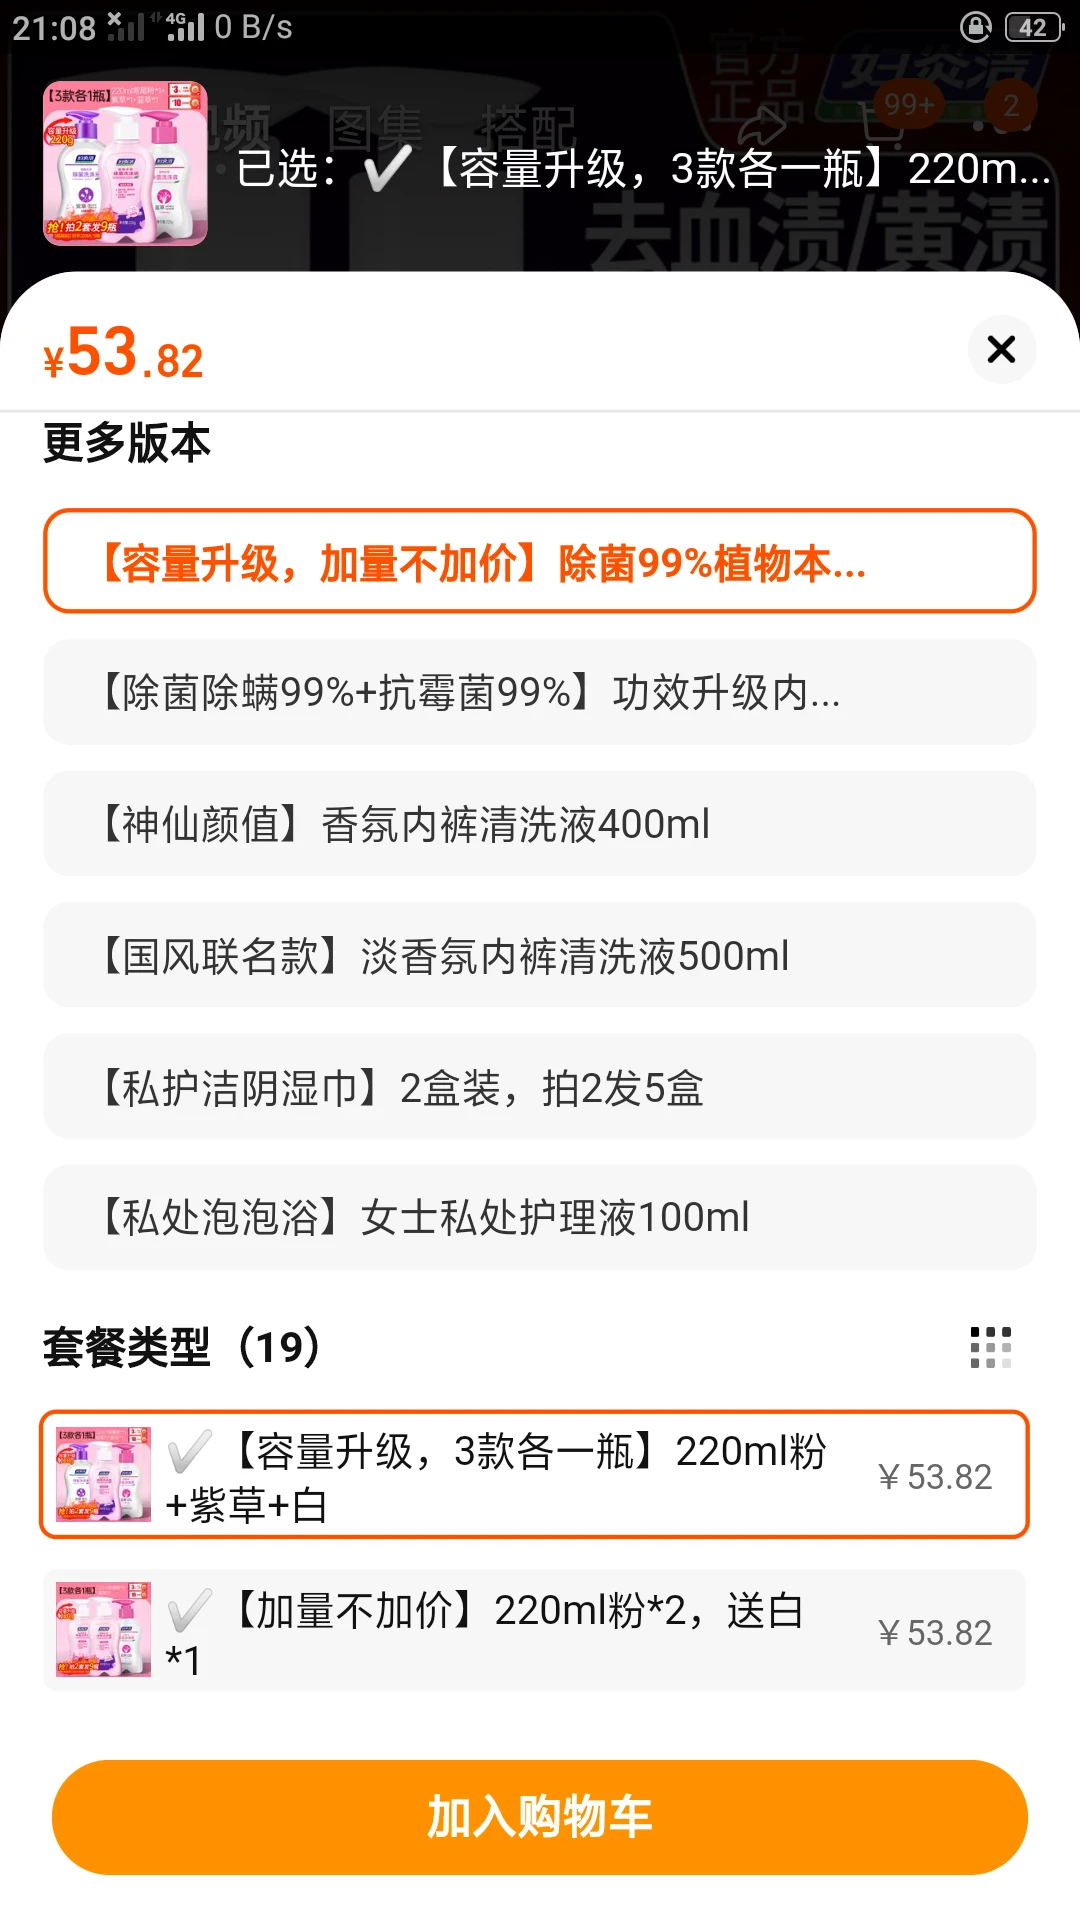 21:08
4G
0 B/s
42
官方
正品
妇炎洁
视频
图集
搭配
99+
2
去血渍/黄渍
【3款各1瓶】
容量升级
220g
抢!拍2套发9瓶
已选：✔【容量升级，3款各一瓶】220m...
¥53.82
更多版本
【容量升级，加量不加价】除菌99%植物本...
【除菌除螨99%+抗霉菌99%】功效升级内...
【神仙颜值】香氛内裤清洗液400ml
【国风联名款】淡香氛内裤清洗液500ml
【私护洁阴湿巾】2盒装，拍2发5盒
【私处泡泡浴】女士私处护理液100ml
套餐类型（19）
✔【容量升级，3款各一瓶】220ml粉
+紫草+白
￥53.82
✔【加量不加价】220ml粉*2，送白
*1
￥53.82
加入购物车